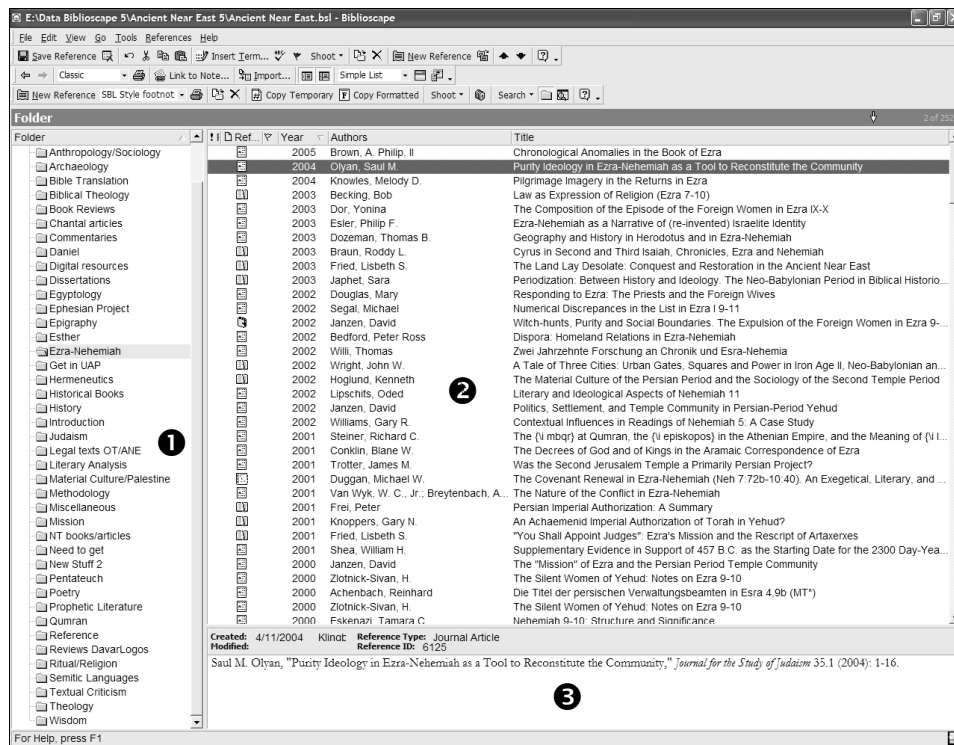 E:\Data Biblioscape 5\Ancient Near East 5\Ancient Near East.bsl - Biblioscape
File Edit View Go Tools References Help
Save Reference Insert Term... Shoot New Reference
Classic Link to Note... Import... Simple List
New Reference SBL Style footnot Copy Temporary Copy Formatted Shoot Search
Folder 2 of 252
Folder Ref... Year Authors Title
Anthropology/Sociology 2005 Brown, A. Philip, II Chronological Anomalies in the Book of Ezra
Archaeology 2004 Olyan, Saul M. Purity Ideology in Ezra-Nehemiah as a Tool to Reconstitute the Community
Bible Translation 2004 Knowles, Melody D. Pilgrimage Imagery in the Returns in Ezra
Biblical Theology 2003 Becking, Bob Law as Expression of Religion (Ezra 7-10)
Book Reviews 2003 Dor, Yonina The Composition of the Episode of the Foreign Women in Ezra IX-X
Chantal articles 2003 Esler, Philip F. Ezra-Nehemiah as a Narrative of (re-invented) Israelite Identity
Commentaries 2003 Dozeman, Thomas B. Geography and History in Herodotus and in Ezra-Nehemiah
Daniel 2003 Braun, Roddy L. Cyrus in Second and Third Isaiah, Chronicles, Ezra and Nehemiah
Digital resources 2003 Fried, Lisbeth S. The Land Lay Desolate: Conquest and Restoration in the Ancient Near East
Dissertations 2003 Japhet, Sara Periodization: Between History and Ideology. The Neo-Babylonian Period in Biblical Historio...
Egyptology 2002 Douglas, Mary Responding to Ezra: The Priests and the Foreign Wives
Ephesian Project 2002 Segal, Michael Numerical Discrepances in the List in Ezra I 9-11
Epigraphy 2002 Janzen, David Witch-hunts, Purity and Social Boundaries. The Expulsion of the Foreign Women in Ezra 9-...
Esther 2002 Bedford, Peter Ross Dispora: Homeland Relations in Ezra-Nehemiah
Ezra-Nehemiah 2002 Willi, Thomas Zwei Jahrzehnte Forschung an Chronik und Esra-Nehemia
Get in UAP 2002 Wright, John W. A Tale of Three Cities: Urban Gates, Squares and Power in Iron Age II, Neo-Babylonian an...
Hermeneutics 2002 Hoglund, Kenneth The Material Culture of the Persian Period and the Sociology of the Second Temple Period
Historical Books 2002 Lipschits, Oded Literary and Ideological Aspects of Nehemiah 11
History 2002 Janzen, David Politics, Settlement, and Temple Community in Persian-Period Yehud
Introduction 2002 Williams, Gary R. Contextual Influences in Readings of Nehemiah 5: A Case Study
Judaism 2001 Steiner, Richard C. The {\i mbqr} at Qumran, the {\i episkopos} in the Athenian Empire, and the Meaning of {\i l...
Legal texts OT/ANE 2001 Conklin, Blane W. The Decrees of God and of Kings in the Aramaic Correspondence of Ezra
Literary Analysis 2001 Trotter, James M. Was the Second Jerusalem Temple a Primarily Persian Project?
Material Culture/Palestine 2001 Duggan, Michael W. The Covenant Renewal in Ezra-Nehemiah (Neh 7:72b-10:40). An Exegetical, Literary, and ...
Methodology 2001 Van Wyk, W. C., Jr.; Breytenbach, A... The Nature of the Conflict in Ezra-Nehemiah
Miscellaneous 2001 Frei, Peter Persian Imperial Authorization: A Summary
Mission 2001 Knoppers, Gary N. An Achaemenid Imperial Authorization of Torah in Yehud?
NT books/articles 2001 Fried, Lisbeth S. "You Shall Appoint Judges": Ezra's Mission and the Rescript of Artaxerxes
Need to get 2001 Shea, William H. Supplementary Evidence in Support of 457 B.C. as the Starting Date for the 2300 Day-Yea...
New Stuff 2 2000 Janzen, David The "Mission" of Ezra and the Persian Period Temple Community
Pentateuch 2000 Zlotnick-Sivan, H. The Silent Women of Yehud: Notes on Ezra 9-10
Poetry 2000 Achenbach, Reinhard Die Titel der persischen Verwaltungsbeamten in Esra 4,9b (MT*)
Prophetic Literature 2000 Zlotnick-Sivan, H. The Silent Women of Yehud: Notes on Ezra 9-10
Qumran 2000 Eskenazi, Tamara C. Nehemiah 9-10: Structure and Significance
Reference
Reviews DavarLogos
Ritual/Religion
Semitic Languages
Textual Criticism
Theology
Wisdom
1
2
Created: 4/11/2004 Klingb Reference Type: Journal Article
Modified: Reference ID: 6125
Saul M. Olyan, "Purity Ideology in Ezra-Nehemiah as a Tool to Reconstitute the Community," Journal for the Study of Judaism 35.1 (2004): 1-16.
3
For Help, press F1